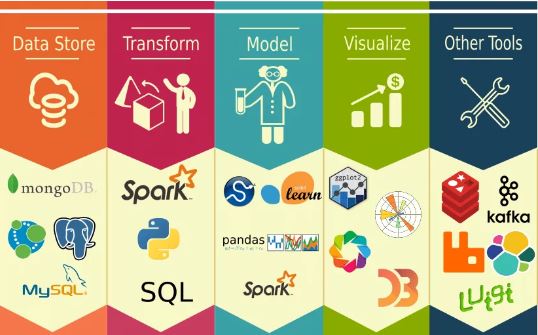 Data Store
Transform
Model
Visualize
Other Tools
$
mongoDB
MySQL
Spark
SQL
learn
pandas
Spark
ggplot2
D3
kafka
Luigi